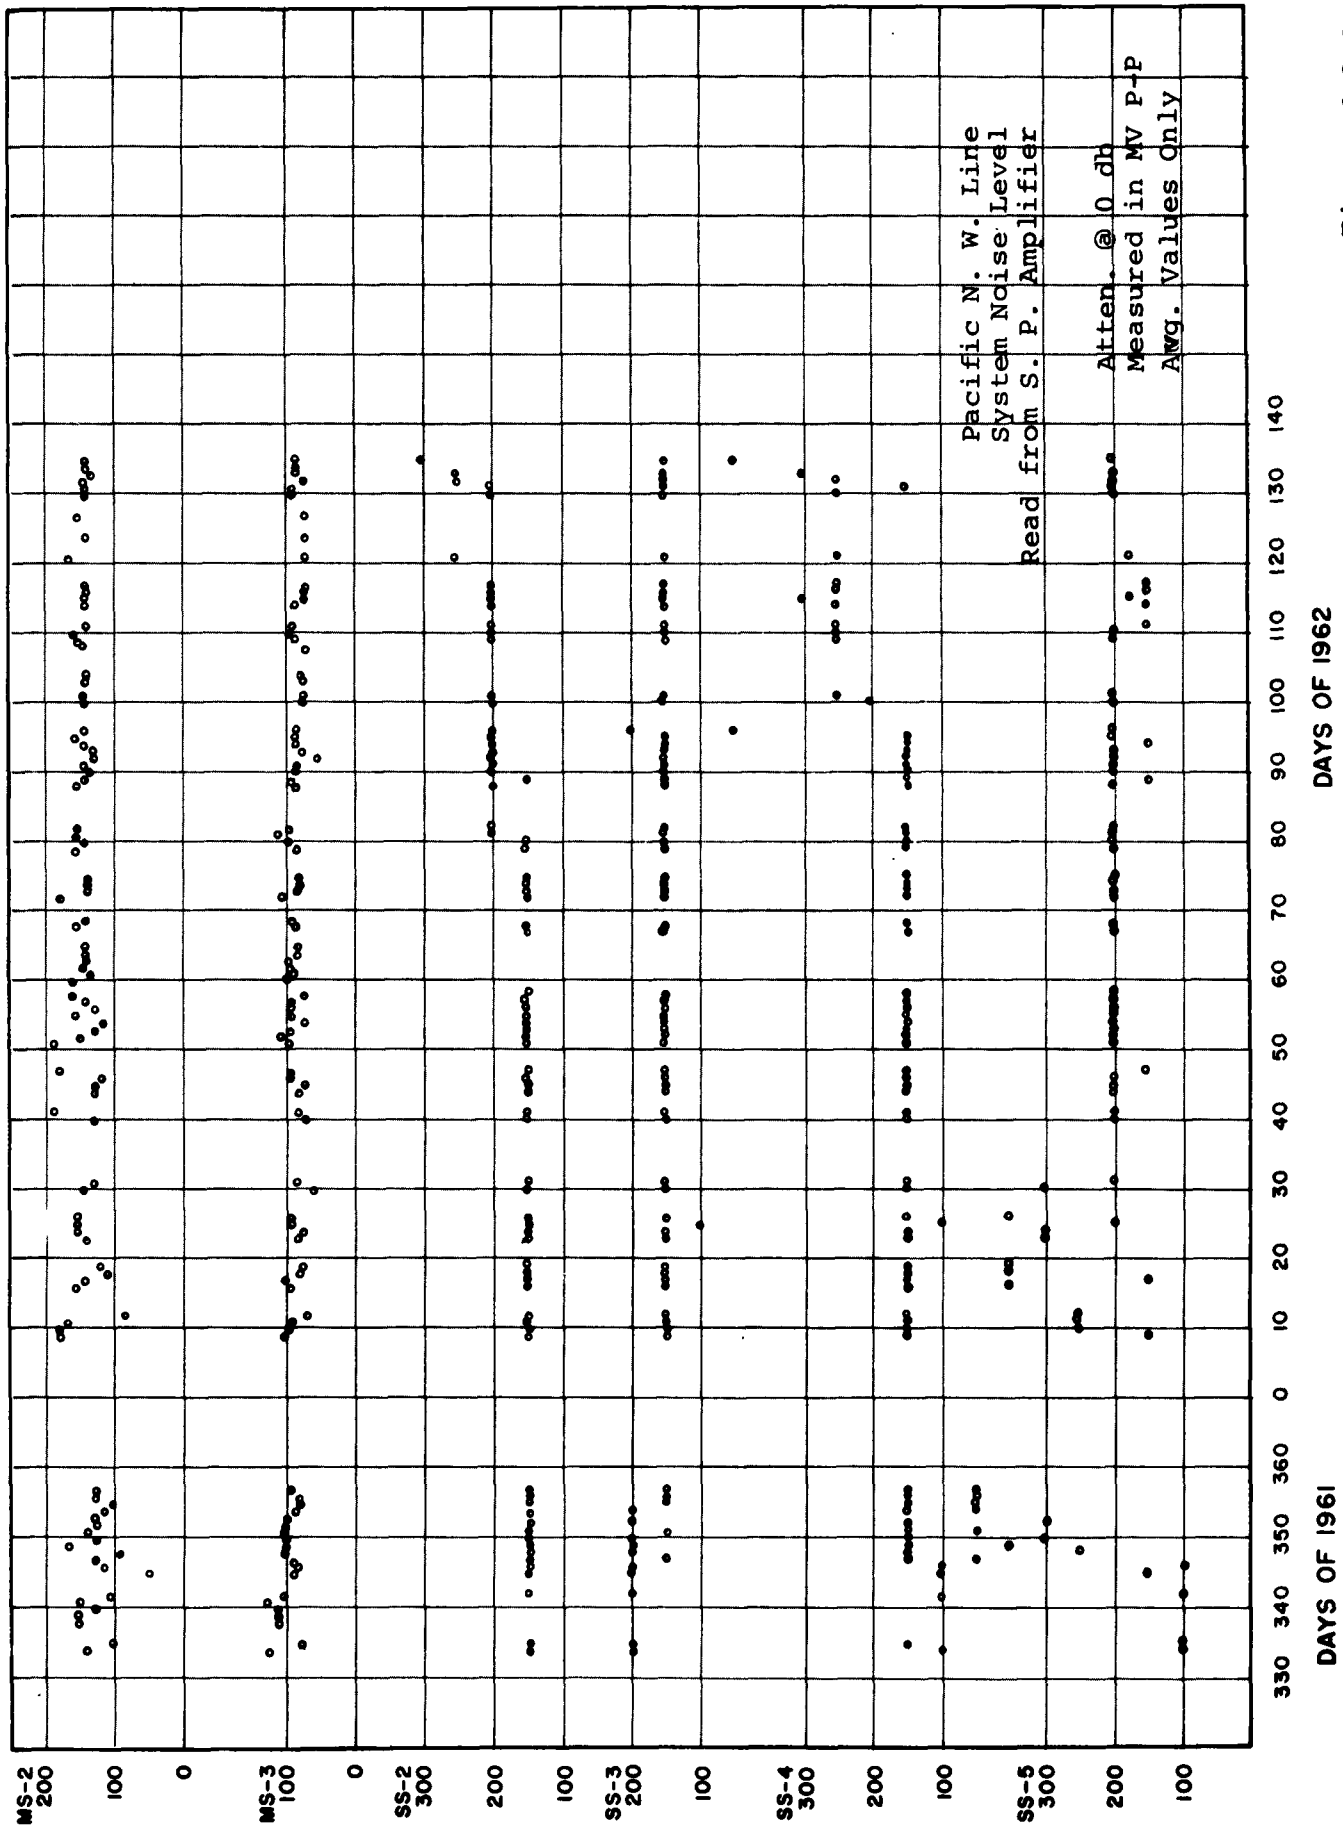 MS-2
200
100
0
MS-3
100
0
SS-2
300
200
100
SS-3
200
100
SS-4
300
200
100
SS-5
300
200
100
Pacific N. W. Line
System Noise Level
Read from S. P. Amplifier
Atten. @ 0 db
Measured in MV P-P
Avg. Values Only
330 340 350 360 0 10 20 30 40 50 60 70 80 90 100 110 120 130 140
DAYS OF 1961 DAYS OF 1962